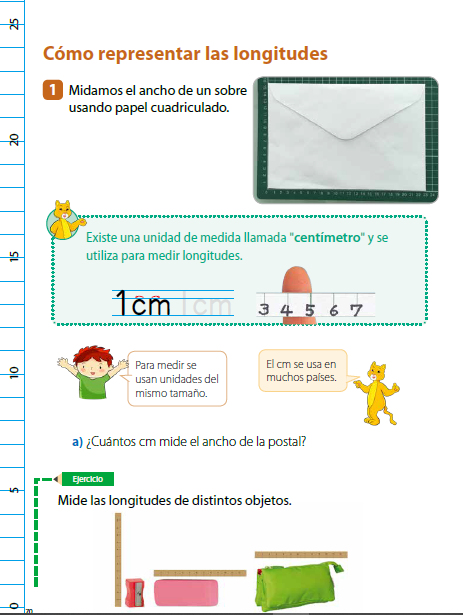 Cómo representar las longitudes
1 Midamos el ancho de un sobre
usando papel cuadriculado.
Existe una unidad de medida llamada "centímetro" y se
utiliza para medir longitudes.
1cm 1cm
3 4 5 6 7
Para medir se
usan unidades del
mismo tamaño.
El cm se usa en
muchos países.
a) ¿Cuántos cm mide el ancho de la postal?
Ejercicio
Mide las longitudes de distintos objetos.
25
20
15
10
5
0
70